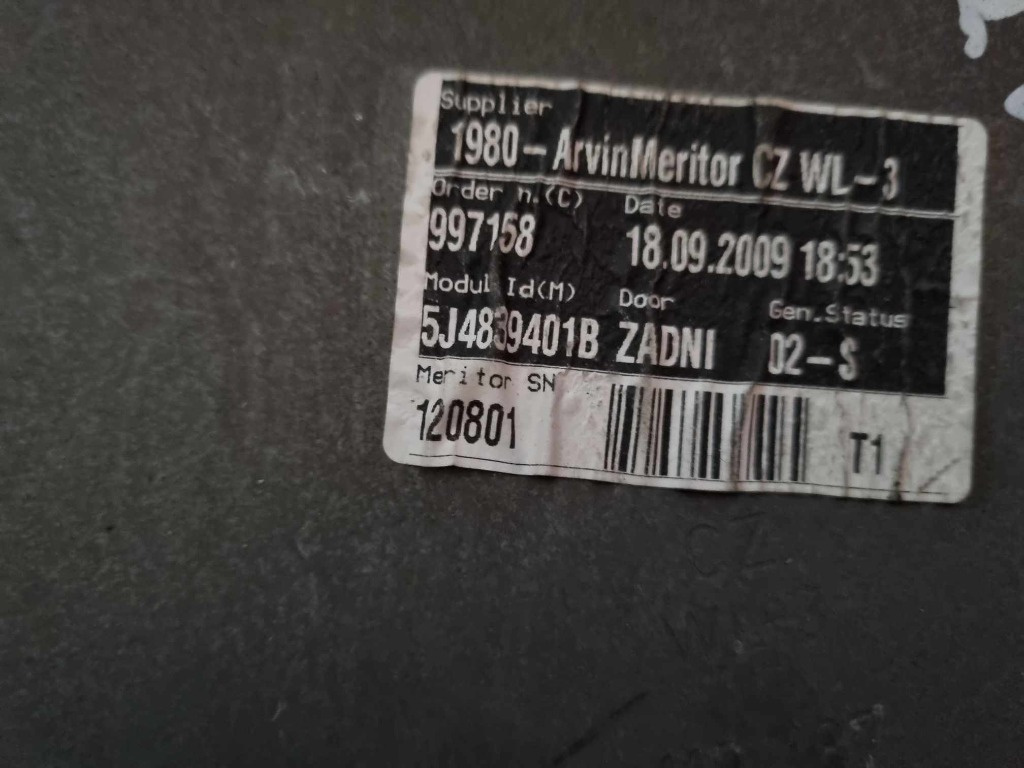 Supplier
1980-ArvinMeritor CZ WL-3
Order n.(C) Date
997158 18.09.2009 18:53
Modul Id(M) Door Gen.Status
5J4839401B ZADNI 02-S
Meritor SN
120801 T1
CZ